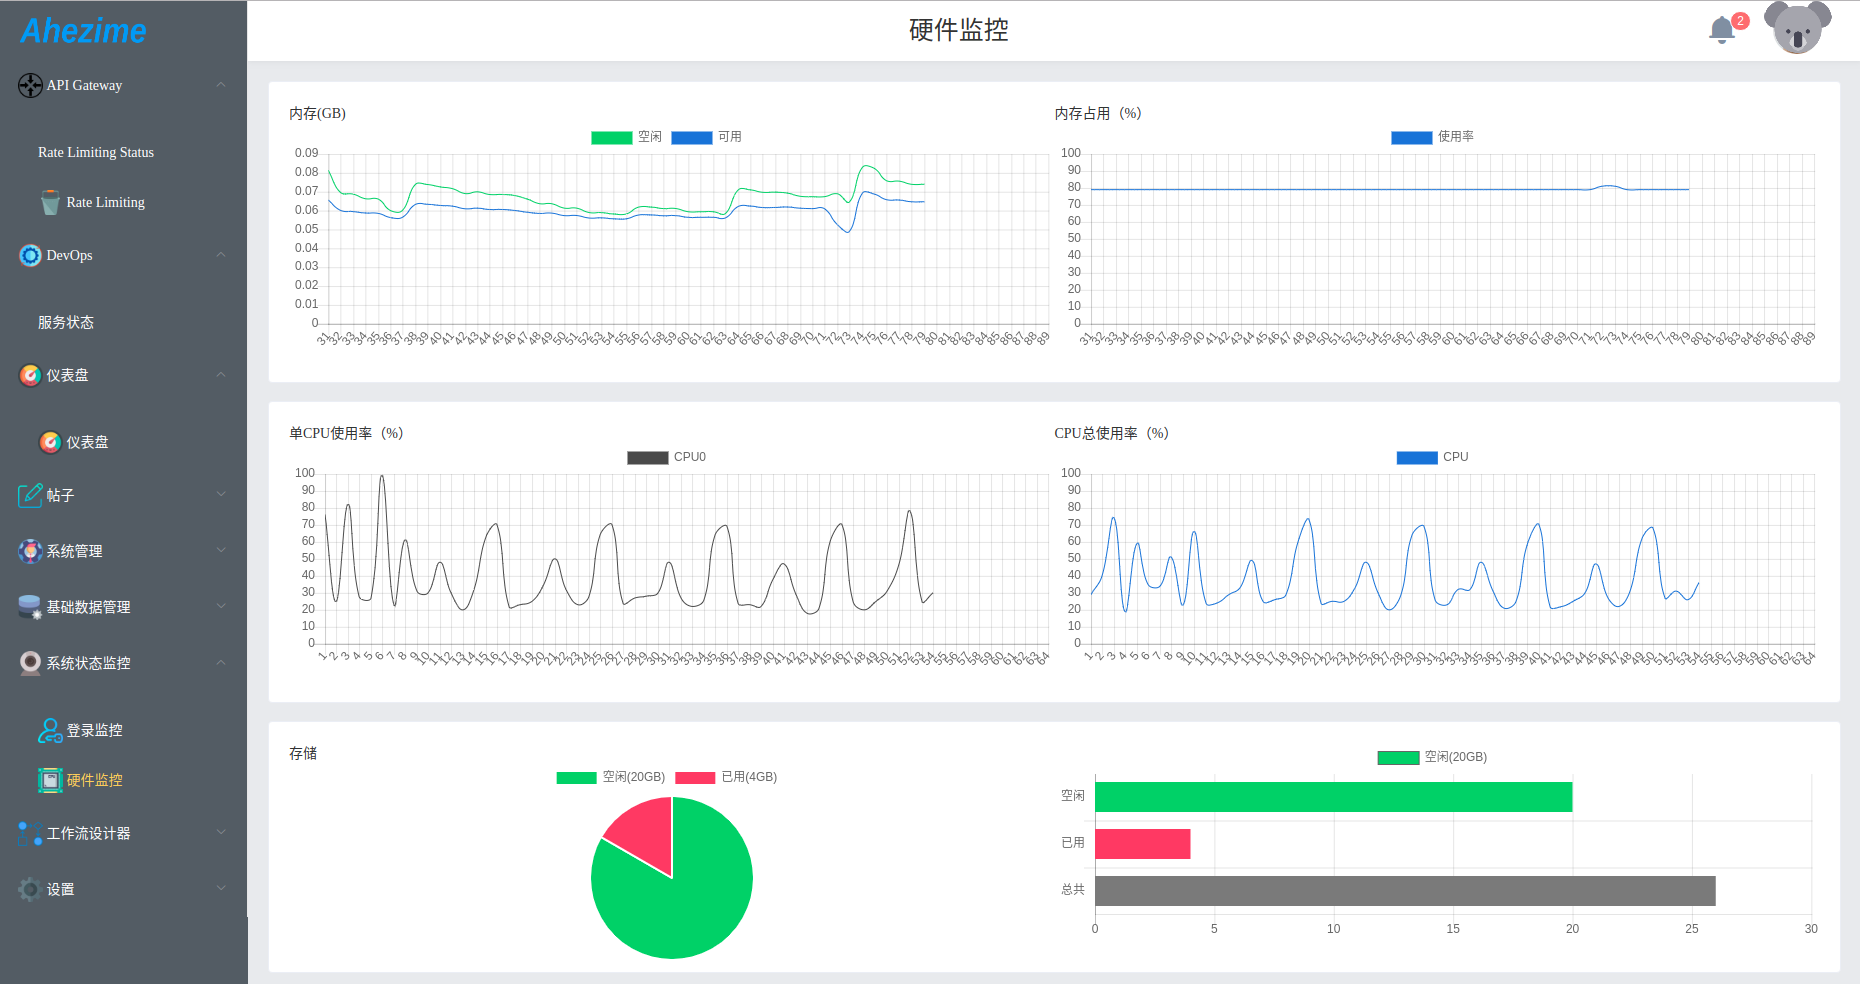 Ahezime
API Gateway
Rate Limiting Status
Rate Limiting
DevOps
服务状态
仪表盘
仪表盘
帖子
系统管理
基础数据管理
系统状态监控
登录监控
硬件监控
工作流设计器
设置
硬件监控
2
内存(GB)
空闲 可用
0.09
0.08
0.07
0.06
0.05
0.04
0.03
0.02
0.01
0
31 32 33 34 35 36 37 38 39 40 41 42 43 44 45 46 47 48 49 50 51 52 53 54 55 56 57 58 59 60 61 62 63 64 65 66 67 68 69 70 71 72 73 74 75 76 77 78 79 80 81 82 83 84 85 86 87 88 89
内存占用（%）
使用率
100
90
80
70
60
50
40
30
20
10
0
31 32 33 34 35 36 37 38 39 40 41 42 43 44 45 46 47 48 49 50 51 52 53 54 55 56 57 58 59 60 61 62 63 64 65 66 67 68 69 70 71 72 73 74 75 76 77 78 79 80 81 82 83 84 85 86 87 88 89
单CPU使用率（%）
CPU0
100
90
80
70
60
50
40
30
20
10
0
1 2 3 4 5 6 7 8 9 10 11 12 13 14 15 16 17 18 19 20 21 22 23 24 25 26 27 28 29 30 31 32 33 34 35 36 37 38 39 40 41 42 43 44 45 46 47 48 49 50 51 52 53 54 55 56 57 58 59 60 61 62 63 64
CPU总使用率（%）
CPU
100
90
80
70
60
50
40
30
20
10
0
1 2 3 4 5 6 7 8 9 10 11 12 13 14 15 16 17 18 19 20 21 22 23 24 25 26 27 28 29 30 31 32 33 34 35 36 37 38 39 40 41 42 43 44 45 46 47 48 49 50 51 52 53 54 55 56 57 58 59 60 61 62 63 64
存储
空闲(20GB) 已用(4GB)
空闲(20GB)
空闲
已用
总共
0 5 10 15 20 25 30